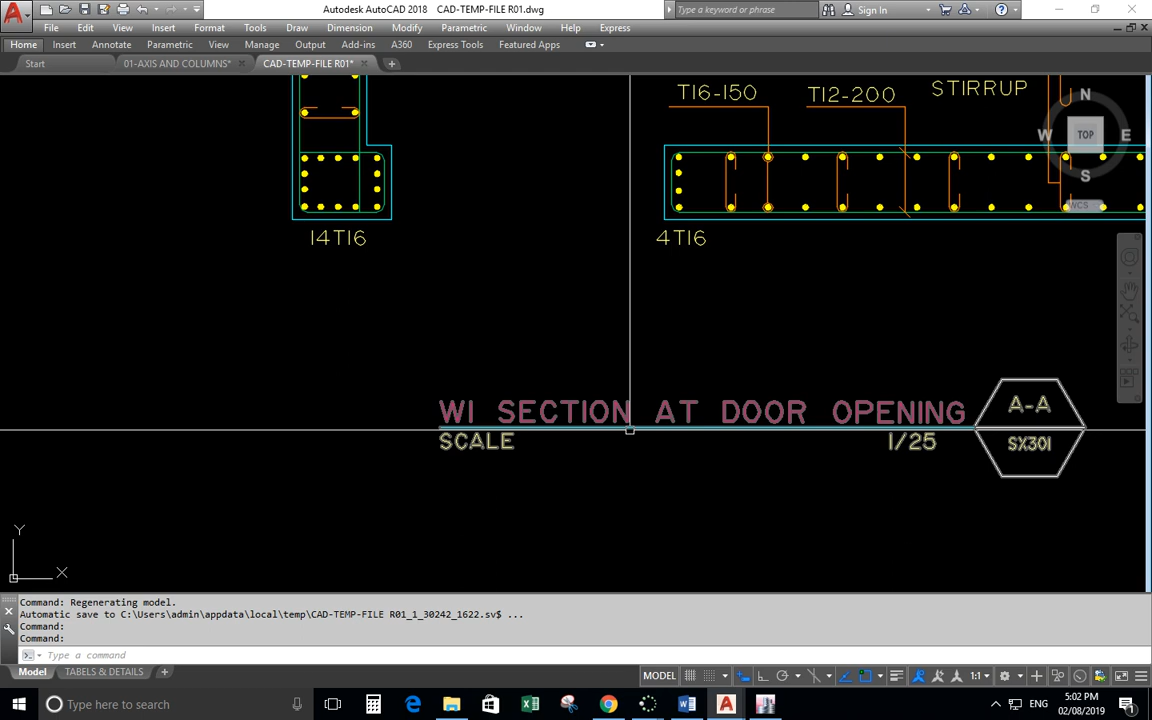 Autodesk AutoCAD 2018 CAD-TEMP-FILE R01.dwg
Type a keyword or phrase
Sign In
File Edit View Insert Format Tools Draw Dimension Modify Parametric Window Help Express
Home Insert Annotate Parametric View Manage Output Add-ins A360 Express Tools Featured Apps
Start 01-AXIS AND COLUMNS* CAD-TEMP-FILE R01*
T16-150 T12-200 STIRRUP
N
W TOP E
S
WCS
14T16 4T16
W1 SECTION AT DOOR OPENING A-A
SCALE 1/25 SX301
Y
X
Command: Regenerating model.
Automatic save to C:\Users\admin\appdata\local\temp\CAD-TEMP-FILE R01_1_30242_1622.sv$ ...
Command:
Command:
Type a command
Model TABLES & DETAILS
MODEL 1:1
Type here to search
ENG
5:02 PM
02/08/2019
1